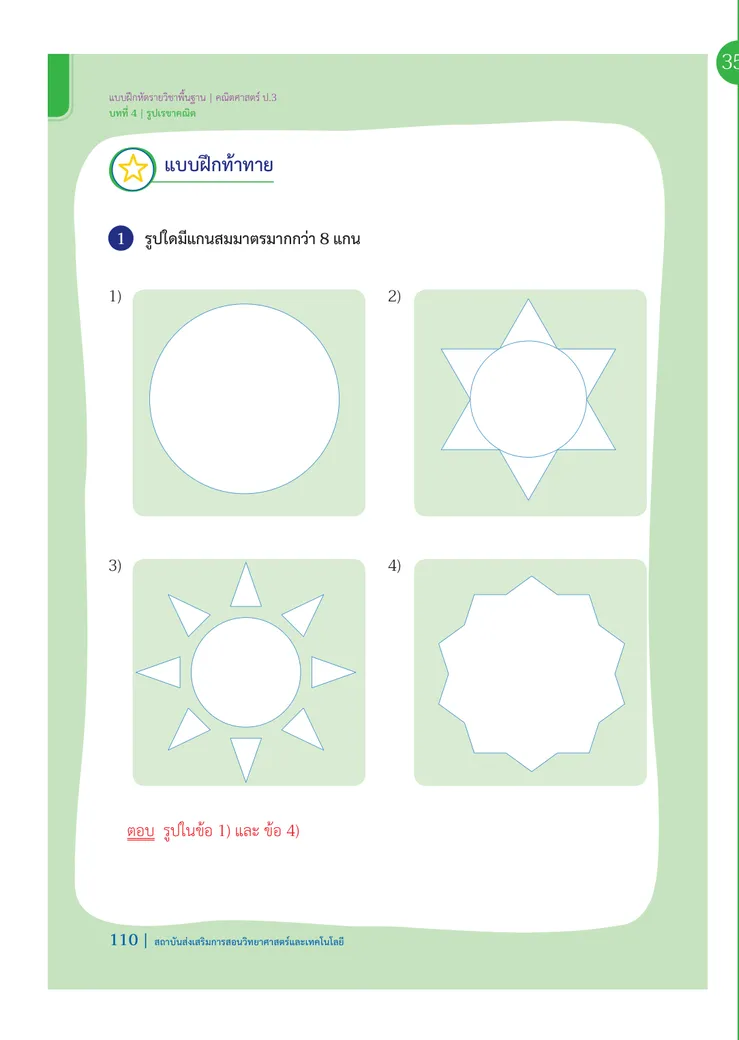 35
แบบฝึกหัดรายวิชาพื้นฐาน | คณิตศาสตร์ ป.3
บทที่ 4 | รูปเรขาคณิต
แบบฝึกท้าทาย
1 รูปใดมีแกนสมมาตรมากกว่า 8 แกน
1) 2)
3) 4)
ตอบ รูปในข้อ 1) และ ข้อ 4)
110 | สถาบันส่งเสริมการสอนวิทยาศาสตร์และเทคโนโลยี